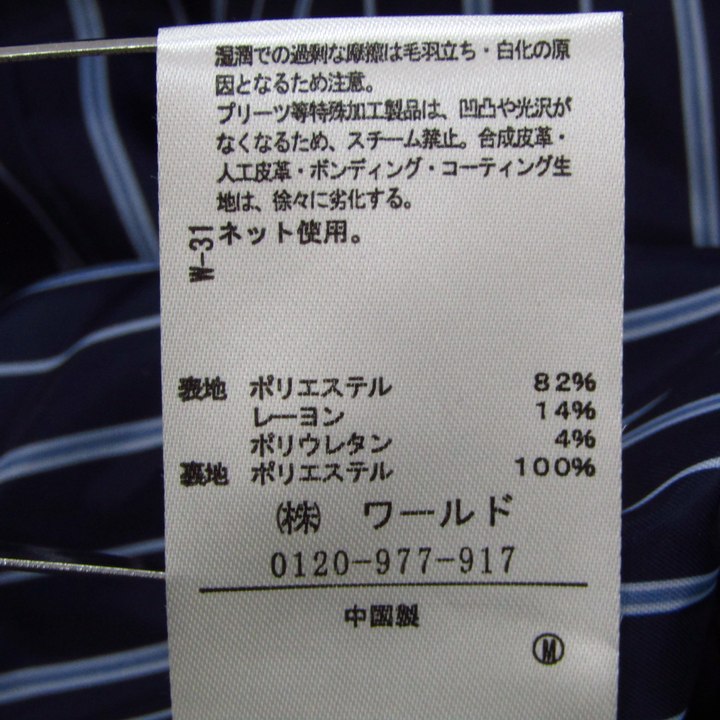 湿潤での過剰な摩擦は毛羽立ち・白化の原
因となるため注意。
プリーツ等特殊加工製品は、凹凸や光沢が
なくなるため、スチーム禁止。合成皮革・
人工皮革・ボンディング・コーティング生
地は、徐々に劣化する。
ネット使用。
W-31
表地 ポリエステル 82%
レーヨン 14%
ポリウレタン 4%
裏地 ポリエステル 100%
㈱ ワールド
0120-977-917
中国製
Ⓜ